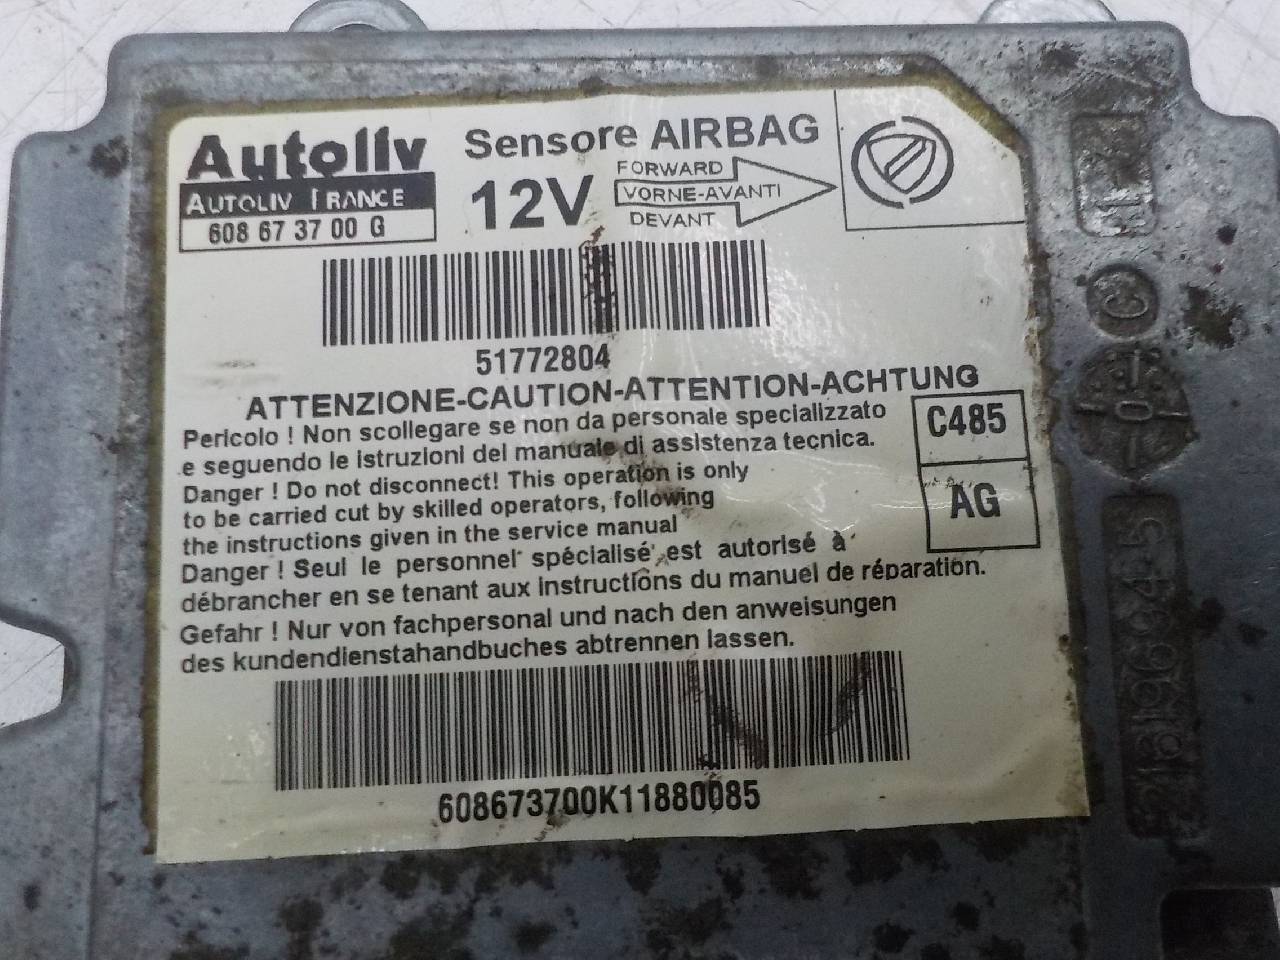 Autoliv
AUTOLIV FRANCE
608 67 37 00 G
Sensore AIRBAG
12V
FORWARD
VORNE-AVANTI
DEVANT
51772804
ATTENZIONE-CAUTION-ATTENTION-ACHTUNG
Pericolo ! Non scollegare se non da personale specializzato
e seguendo le istruzioni del manuale di assistenza tecnica.
Danger ! Do not disconnect! This operation is only
to be carried cut by skilled operators, following
the instructions given in the service manual
Danger ! Seul le personnel spécialisé est autorisé à
débrancher en se tenant aux instructions du manuel de réparation.
Gefahr ! Nur von fachpersonal und nach den anweisungen
des kundendienstahandbuches abtrennen lassen.
C485
AG
608673700K11880085
2619684-5